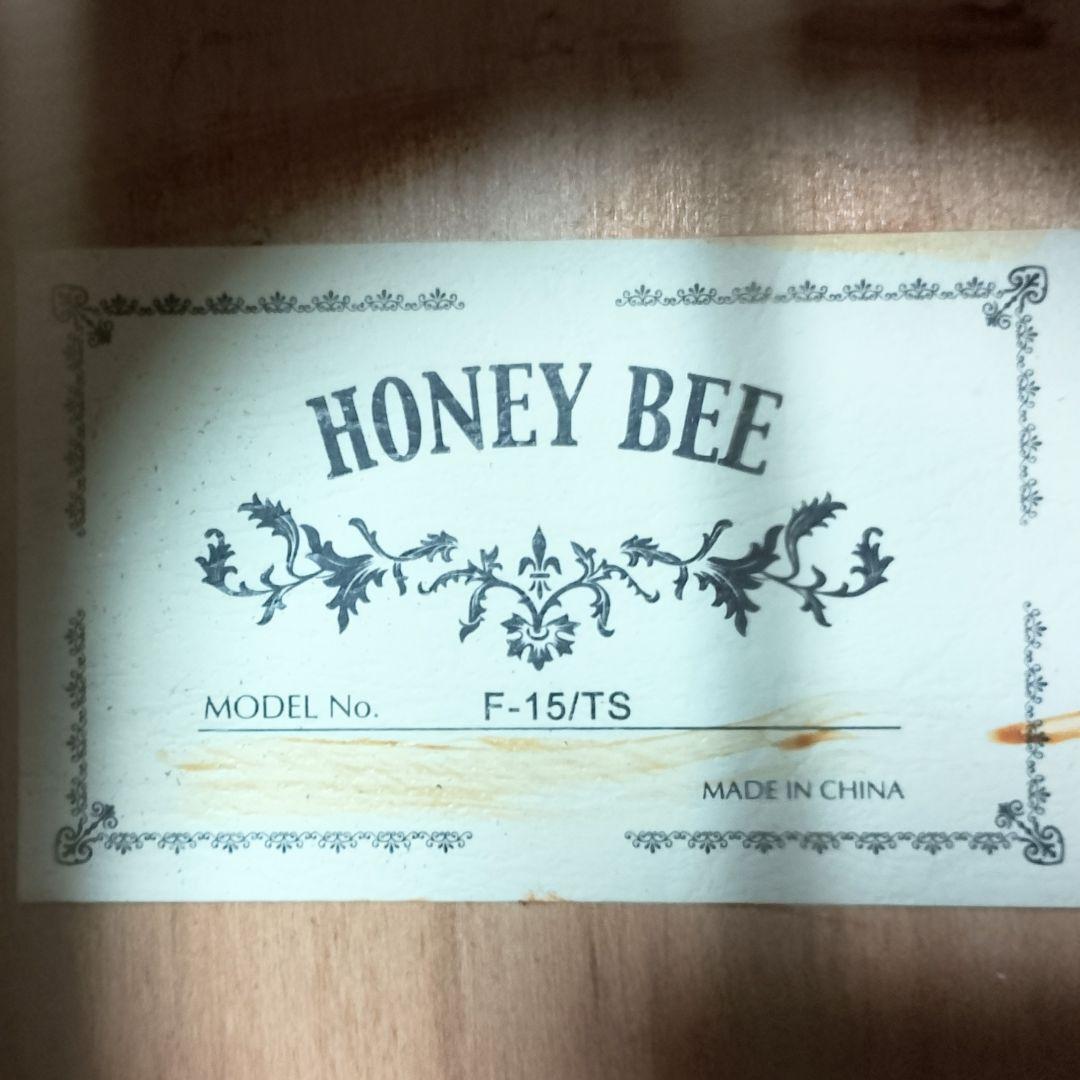 HONEY BEE
MODEL No. F-15/TS
MADE IN CHINA